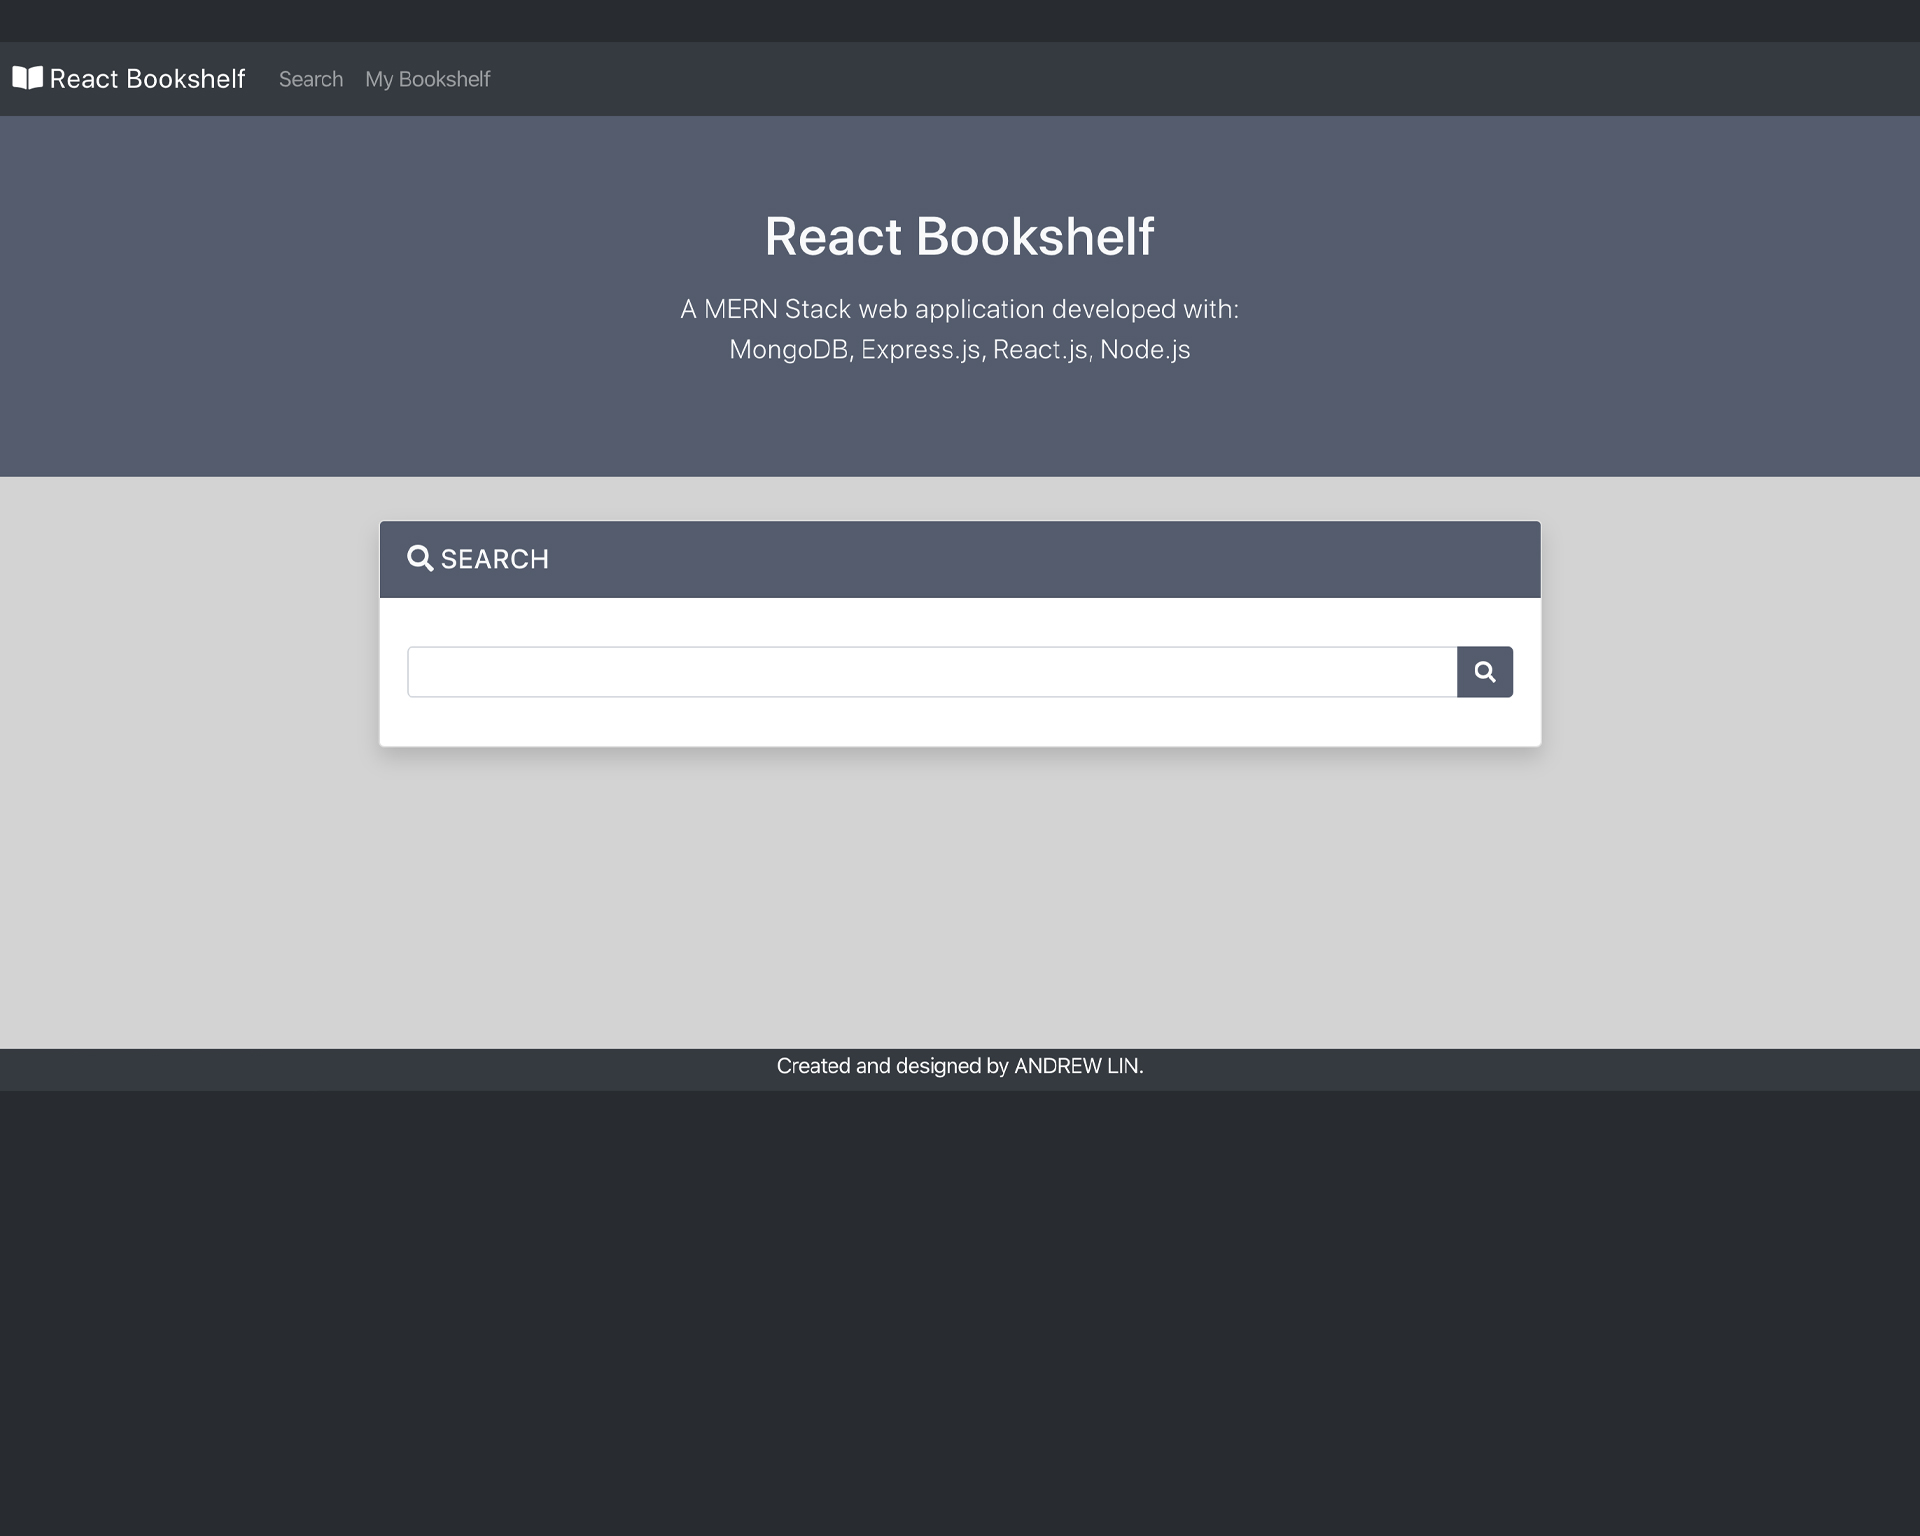 React Bookshelf Search My Bookshelf
React Bookshelf
A MERN Stack web application developed with:
MongoDB, Express.js, React.js, Node.js
SEARCH
Created and designed by ANDREW LIN.